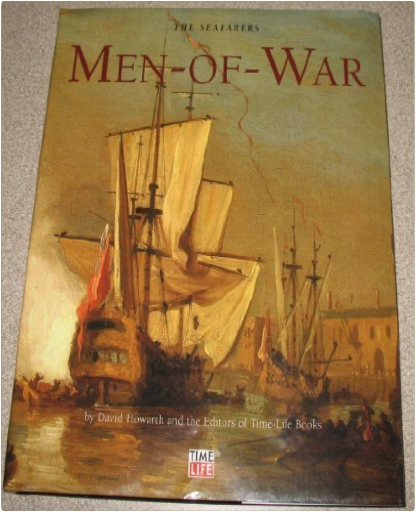 THE SEAFARERS
MEN-OF-WAR
by David Howarth and the Editors of Time-Life Books
TIME
LIFE